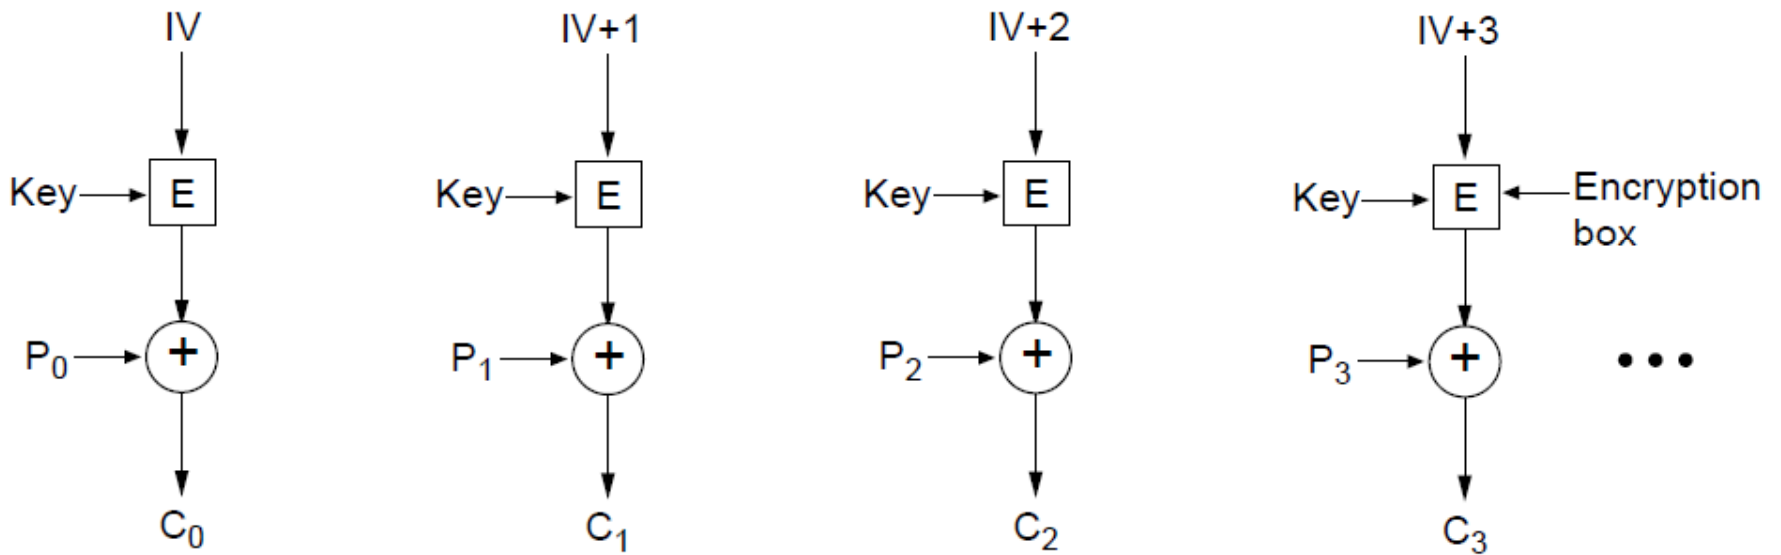 IV IV+1 IV+2 IV+3
Key E Key E Key E Key E Encryption
box
P0 + P1 + P2 + P3 + •••
C0 C1 C2 C3